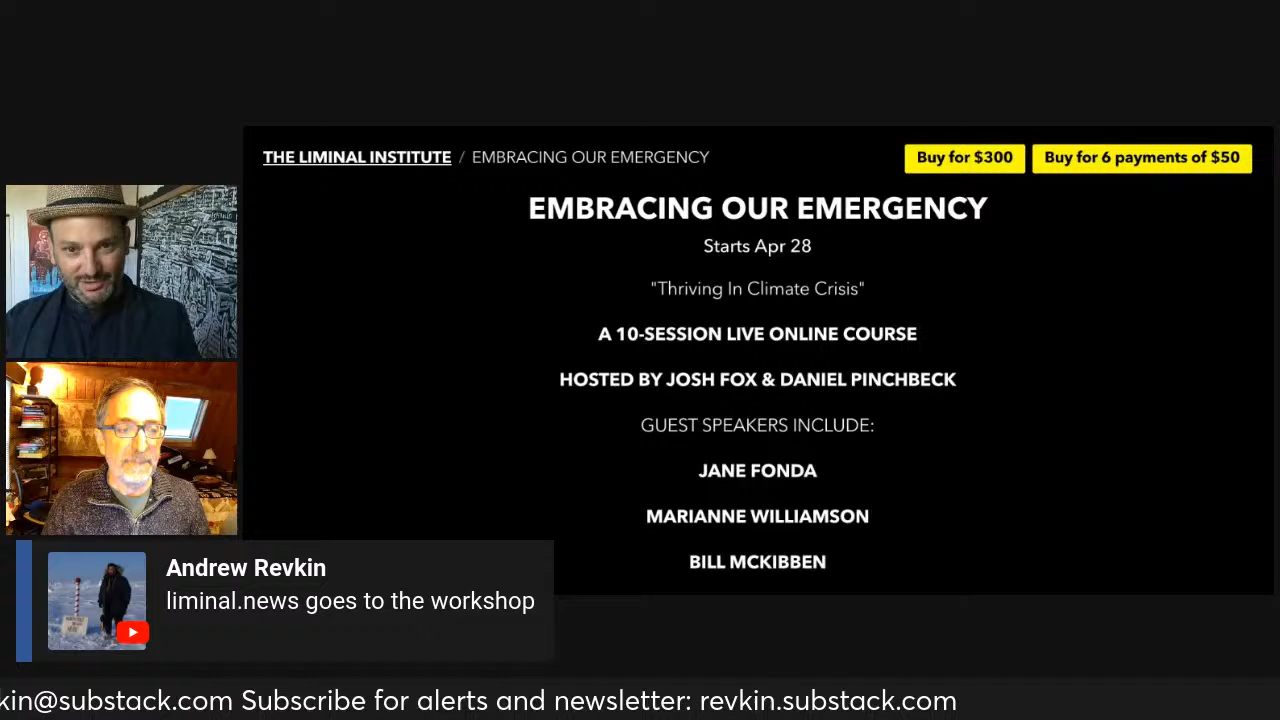 THE LIMINAL INSTITUTE / EMBRACING OUR EMERGENCY
Buy for $300
Buy for 6 payments of $50
EMBRACING OUR EMERGENCY
Starts Apr 28
"Thriving In Climate Crisis"
A 10-SESSION LIVE ONLINE COURSE
HOSTED BY JOSH FOX & DANIEL PINCHBECK
GUEST SPEAKERS INCLUDE:
JANE FONDA
MARIANNE WILLIAMSON
BILL MCKIBBEN
Andrew Revkin
liminal.news goes to the workshop
kin@substack.com Subscribe for alerts and newsletter: revkin.substack.com